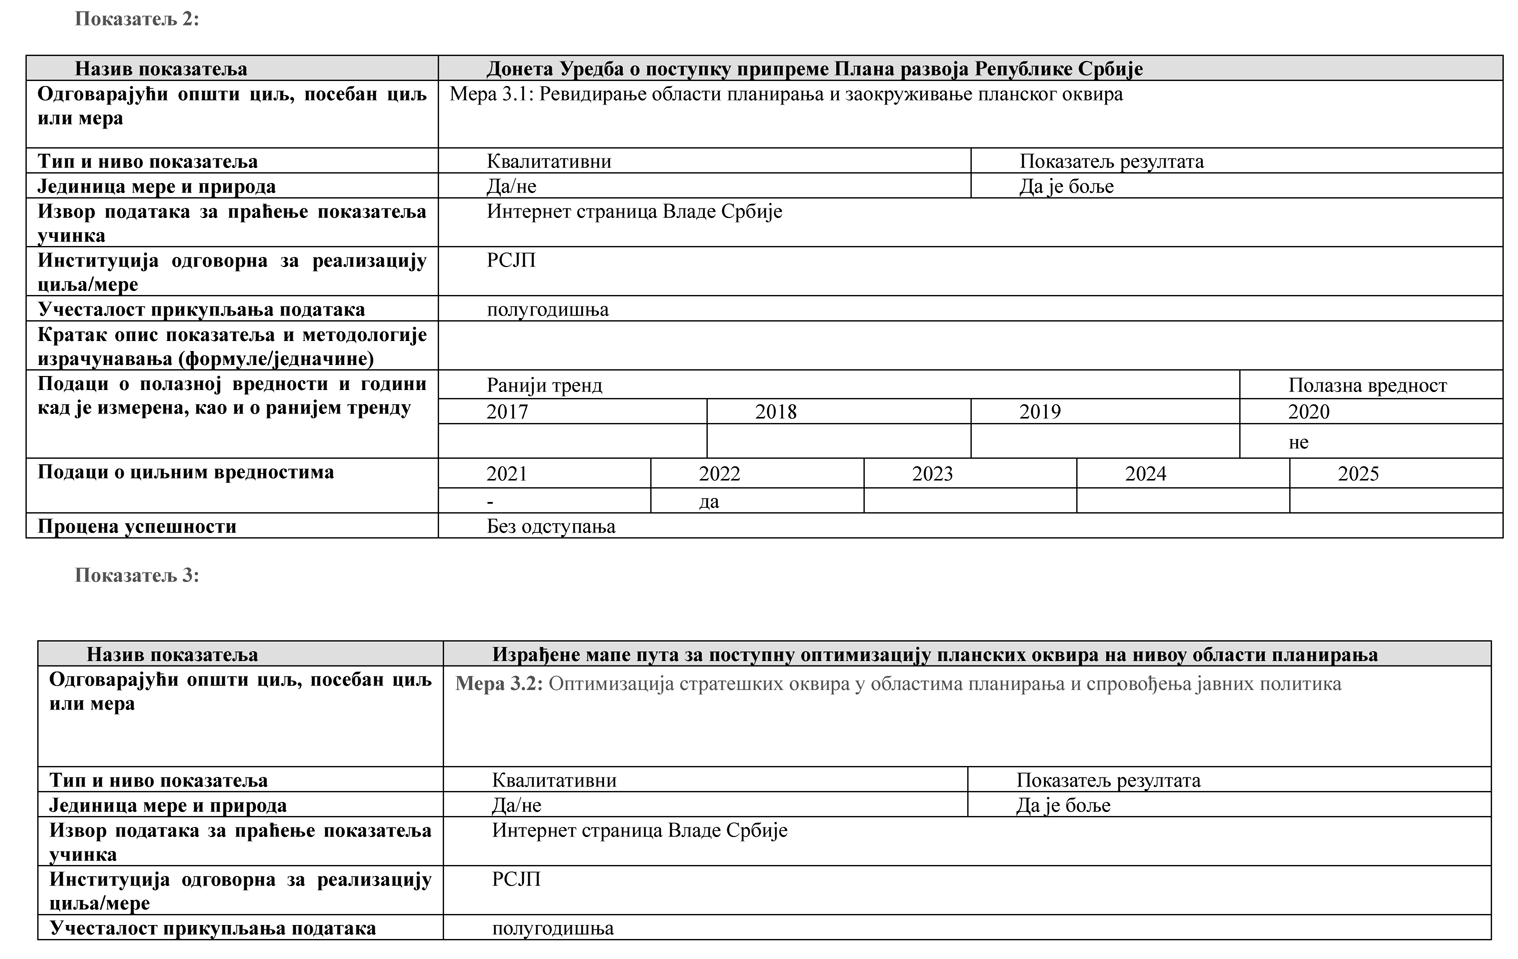 Показатељ 2:
Назив показатеља Донета Уредба о поступку припреме Плана развоја Републике Србије
Одговарајући општи циљ, посебан циљ Мера 3.1: Ревидирање области планирања и заокруживање планског оквира
или мера
Тип и ниво показатеља Квалитативни Показатељ резултата
Јединица мере и природа Да/не Да је боље
Извор података за праћење показатеља Интернет страница Владе Србије
учинка
Институција одговорна за реализацију РСЈП
циља/мере
Учесталост прикупљања података полугодишња
Кратак опис показатеља и методологије
израчунавања (формуле/једначине)
Подаци о полазној вредности и години Ранији тренд Полазна вредност
кад је измерена, као и о ранијем тренду 2017 2018 2019 2020
не
Подаци о циљним вредностима 2021 2022 2023 2024 2025
- да
Процена успешности Без одступања
Показатељ 3:
Назив показатеља Израђене мапе пута за поступну оптимизацију планских оквира на нивоу области планирања
Одговарајући општи циљ, посебан циљ Мера 3.2: Оптимизација стратешких оквира у областима планирања и спровођења јавних политика
или мера
Тип и ниво показатеља Квалитативни Показатељ резултата
Јединица мере и природа Да/не Да је боље
Извор података за праћење показатеља Интернет страница Владе Србије
учинка
Институција одговорна за реализацију РСЈП
циља/мере
Учесталост прикупљања података полугодишња